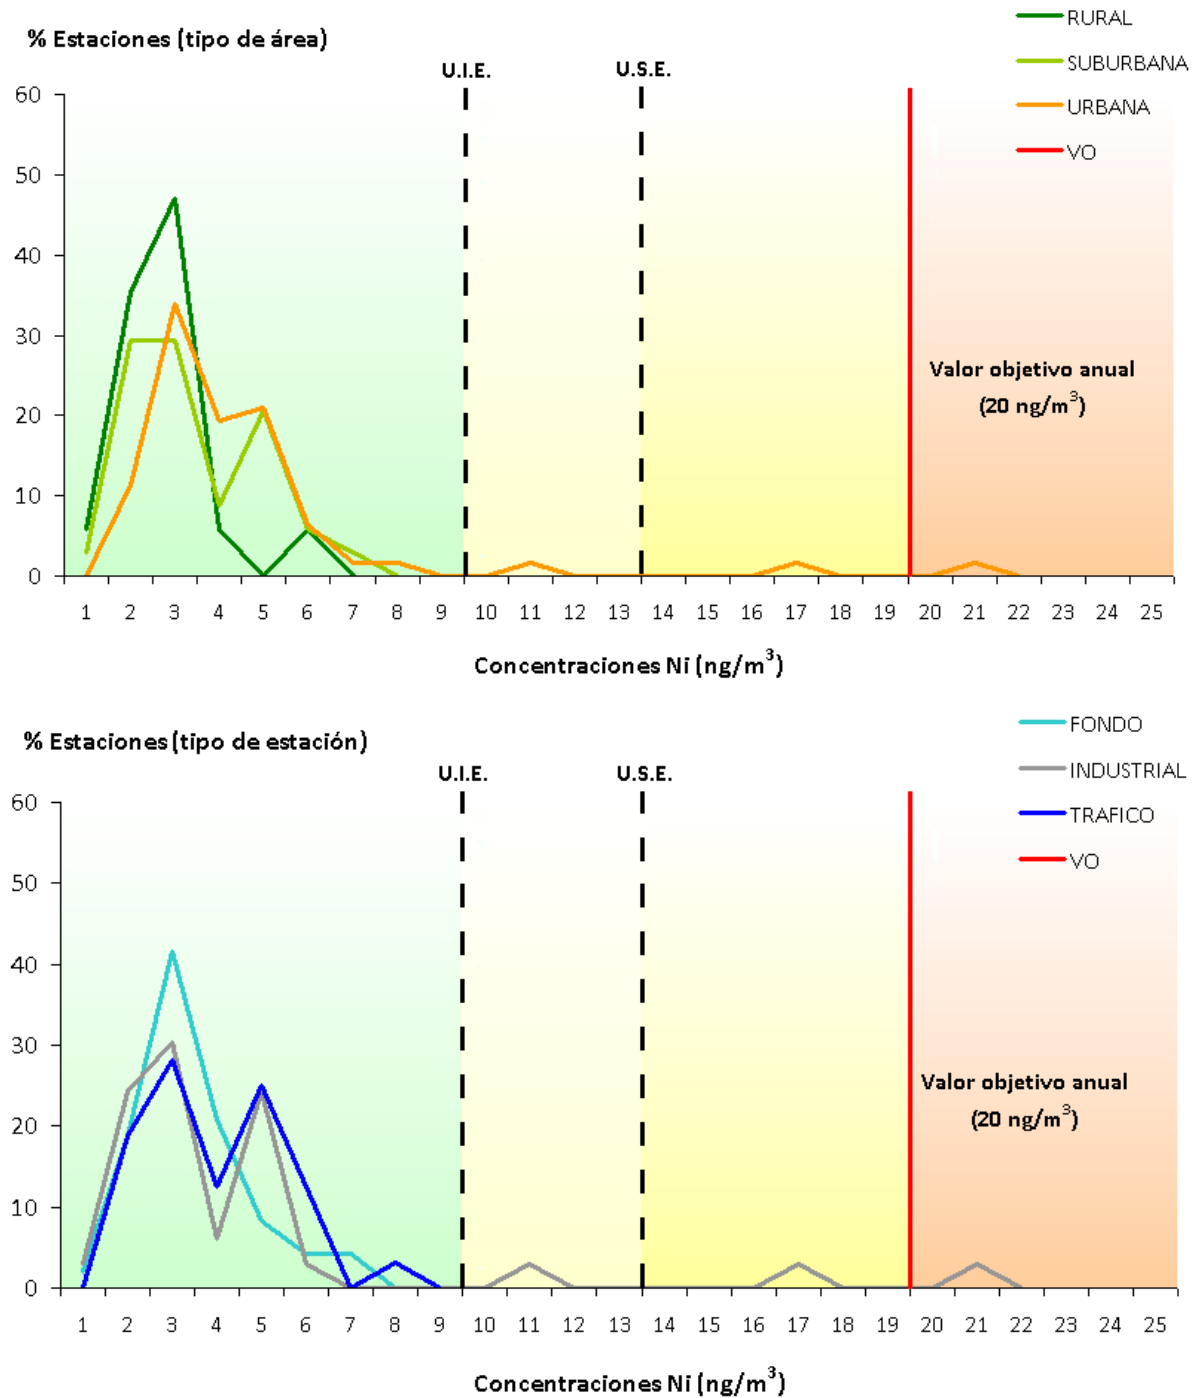 % Estaciones (tipo de área)
RURAL
SUBURBANA
URBANA
VO
U.I.E.
U.S.E.
60
50
40
30
20
10
0
Valor objetivo anual
(20 ng/m³)
1 2 3 4 5 6 7 8 9 10 11 12 13 14 15 16 17 18 19 20 21 22 23 24 25
Concentraciones Ni (ng/m³)
% Estaciones (tipo de estación)
FONDO
INDUSTRIAL
TRAFICO
VO
U.I.E.
U.S.E.
60
50
40
30
20
10
0
Valor objetivo anual
(20 ng/m³)
1 2 3 4 5 6 7 8 9 10 11 12 13 14 15 16 17 18 19 20 21 22 23 24 25
Concentraciones Ni (ng/m³)